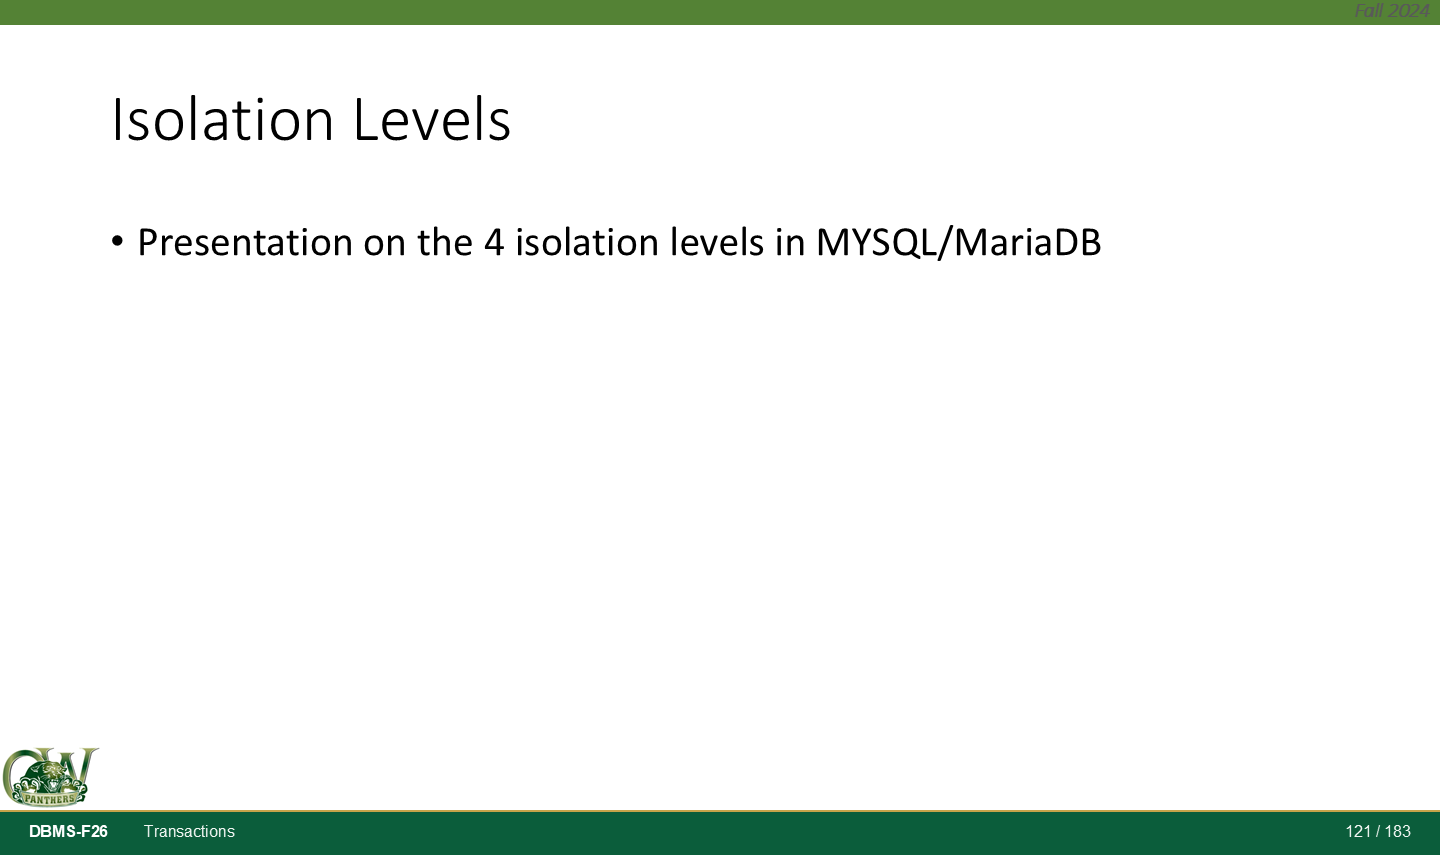 Fall 2024
Isolation Levels
• Presentation on the 4 isolation levels in MYSQL/MariaDB
OW
PANTHERS
DBMS-F26 Transactions 121 / 183